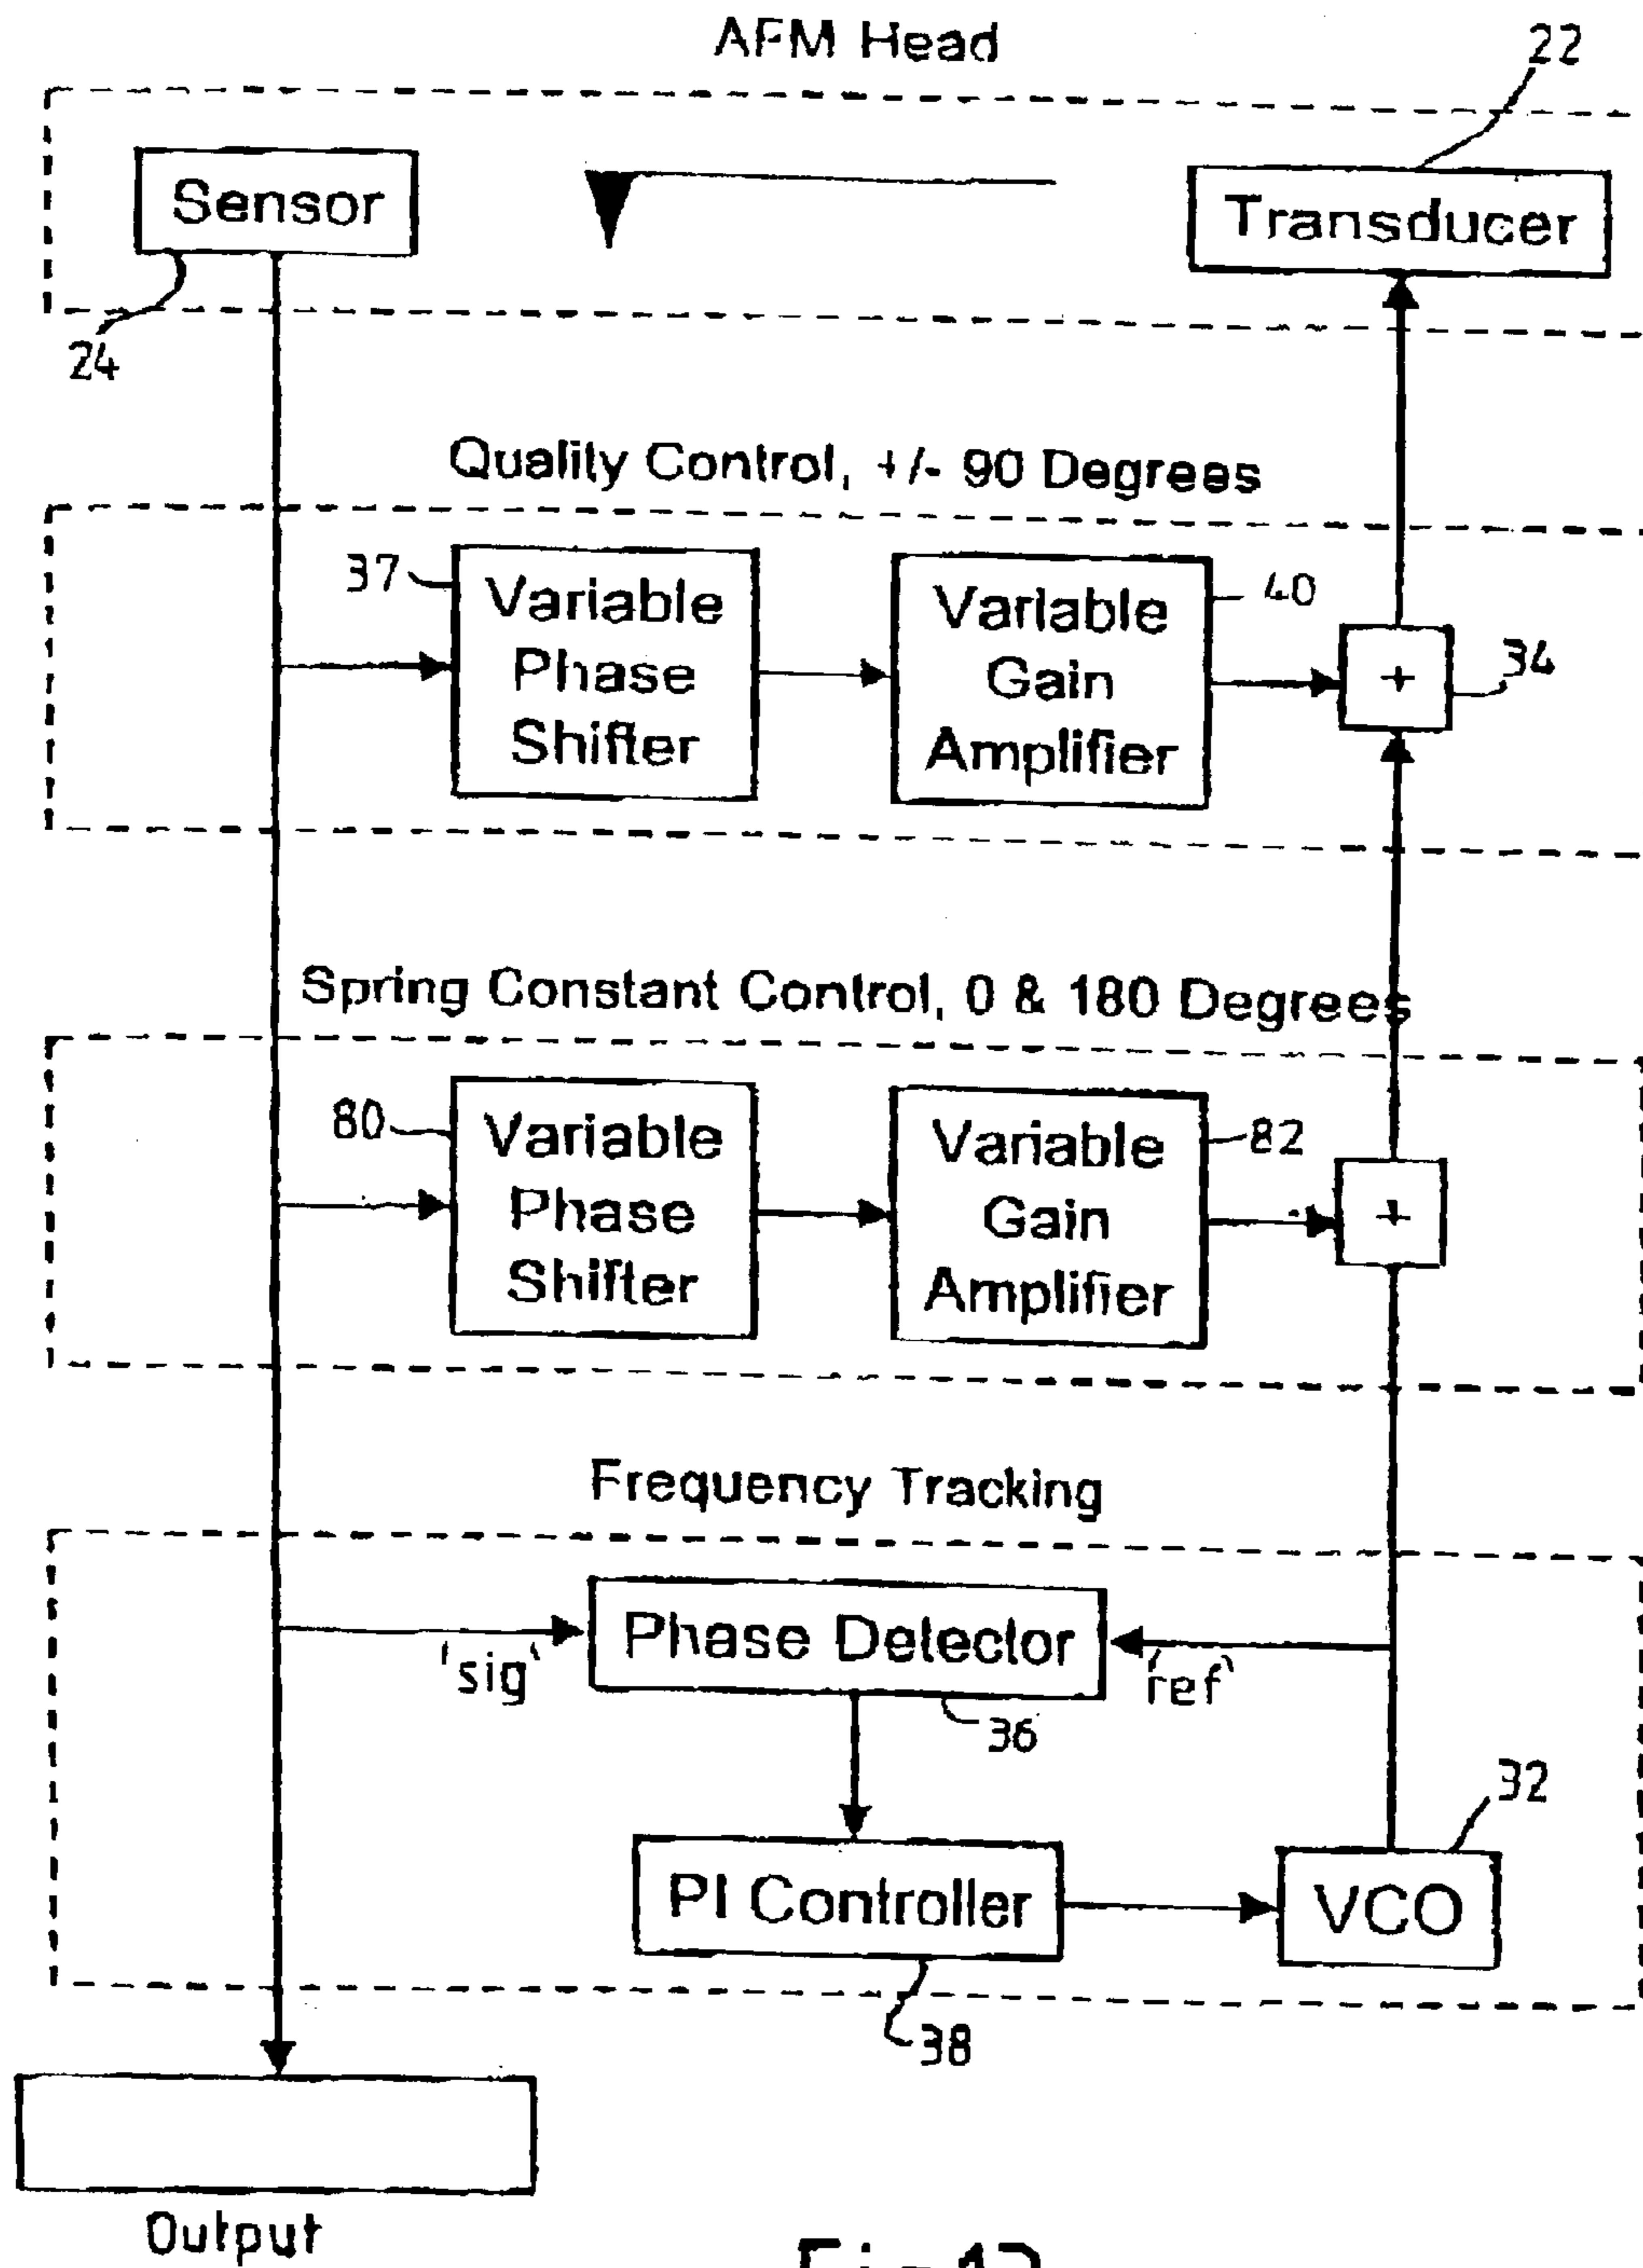 AFM Head
22
Sensor
Transducer
24
Quality Control, +/- 90 Degrees
37
Variable
Phase
Shifter
Variable
Gain
Amplifier
40
+
34
Spring Constant Control, 0 & 180 Degrees
80
Variable
Phase
Shifter
Variable
Gain
Amplifier
82
+
Frequency Tracking
Phase Detector
'sig'
'ref'
36
32
PI Controller
VCO
38
Output